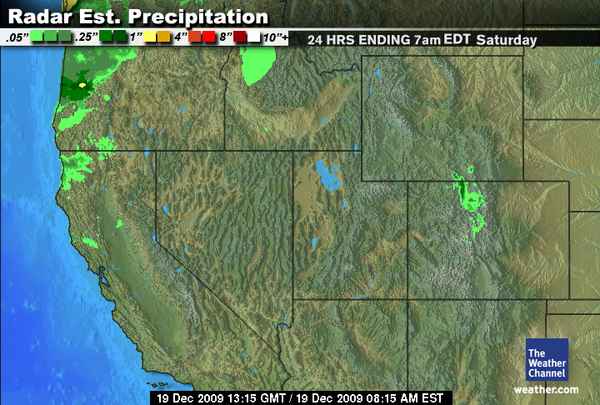 Radar Est. Precipitation
.05" .25" 1" 4" 8" 10"+
24 HRS ENDING 7am EDT Saturday
The
Weather
Channel
weather.com
19 Dec 2009 13:15 GMT / 19 Dec 2009 08:15 AM EST